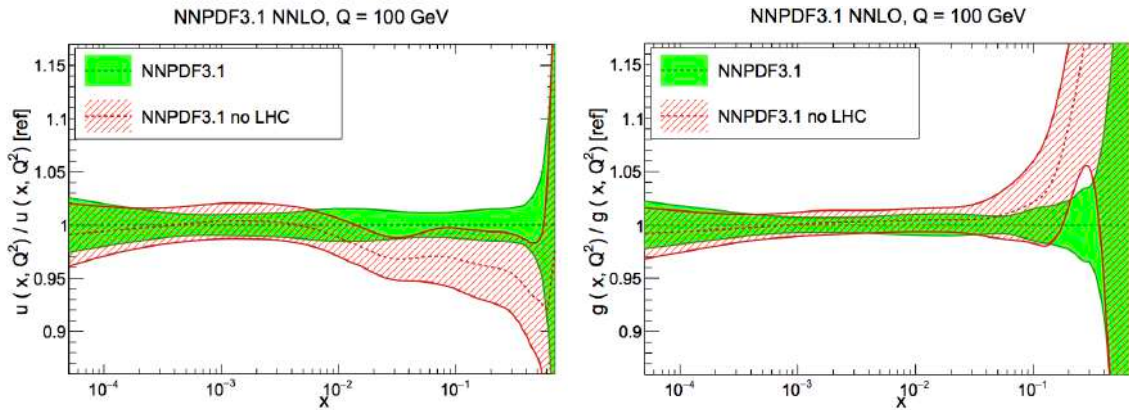 NNPDF3.1 NNLO, Q = 100 GeV
1.15
1.1
1.05
1
0.95
0.9
u ( x, Q²) / u ( x, Q²) [ref]
NNPDF3.1
NNPDF3.1 no LHC
10⁻⁴
10⁻³
10⁻²
10⁻¹
x
NNPDF3.1 NNLO, Q = 100 GeV
1.15
1.1
1.05
1
0.95
0.9
g ( x, Q²) / g ( x, Q²) [ref]
NNPDF3.1
NNPDF3.1 no LHC
10⁻⁴
10⁻³
10⁻²
10⁻¹
x